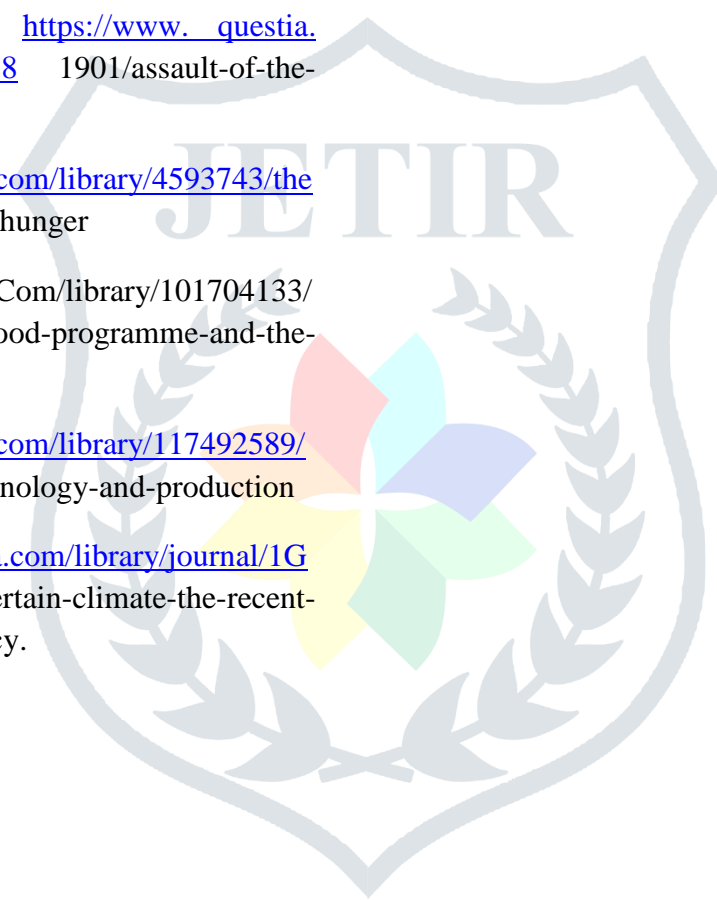 https://www. questia.
8 1901/assault-of-the-
JETIR
com/library/4593743/the
hunger
Com/library/101704133/
ood-programme-and-the-
com/library/117492589/
nology-and-production
.com/library/journal/1G
ertain-climate-the-recent-
cy.